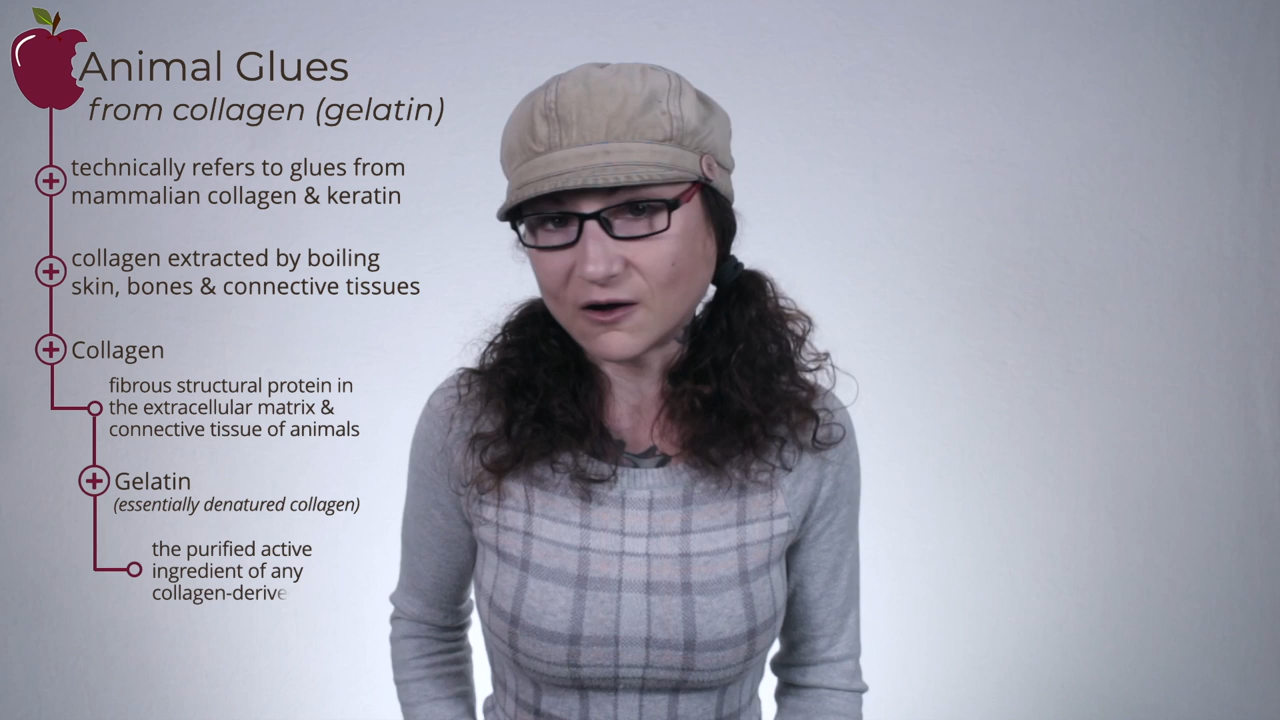 Animal Glues
from collagen (gelatin)
technically refers to glues from
mammalian collagen & keratin
collagen extracted by boiling
skin, bones & connective tissues
Collagen
fibrous structural protein in
the extracellular matrix &
connective tissue of animals
Gelatin
(essentially denatured collagen)
the purified active
ingredient of any
collagen-derive